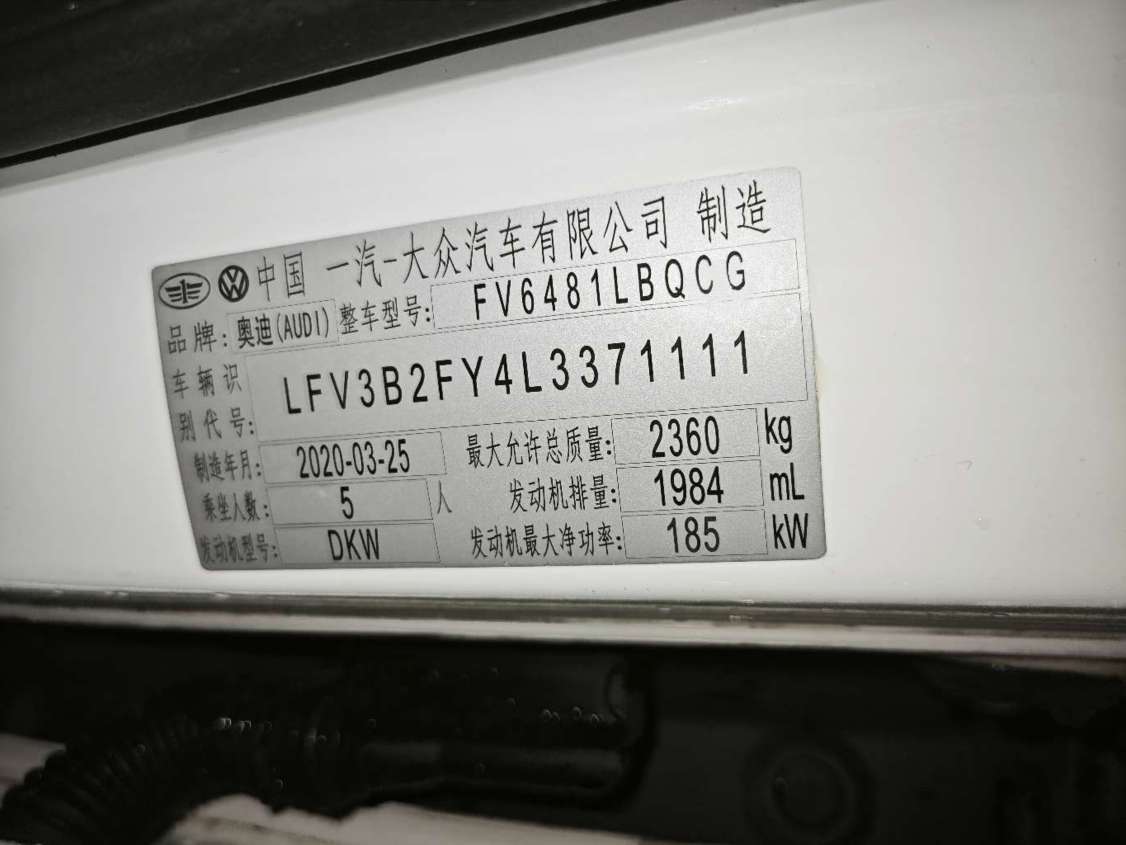 中国 一汽-大众汽车有限公司 制造
品牌: 奥迪(AUDI) 整车型号: FV6481LBQCG
车辆识别代号: LFV3B2FY4L3371111
制造年月: 2020-03-25 最大允许总质量: 2360 kg
乘坐人数: 5 人 发动机排量: 1984 mL
发动机型号: DKW 发动机最大净功率: 185 kW